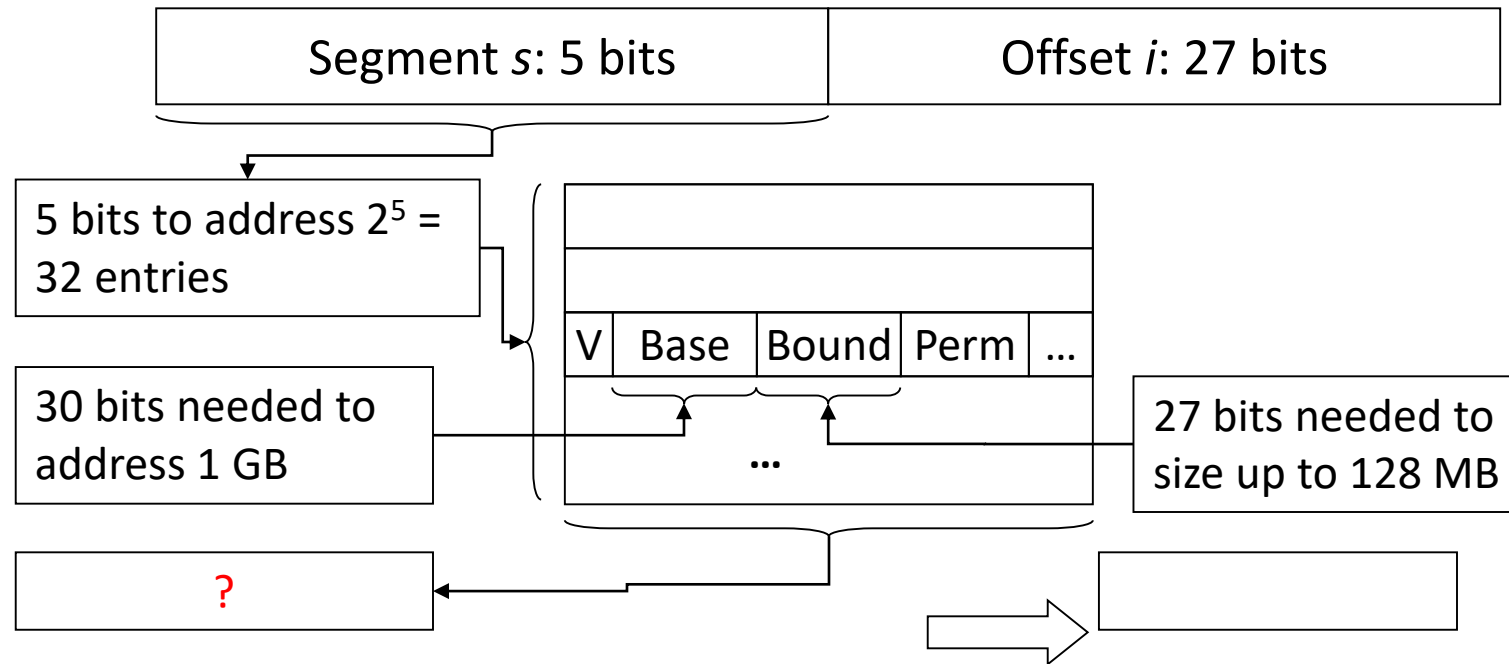 Segment s: 5 bits
Offset i: 27 bits
5 bits to address 2⁵ =
32 entries
V Base Bound Perm ...
30 bits needed to
address 1 GB
...
27 bits needed to
size up to 128 MB
?